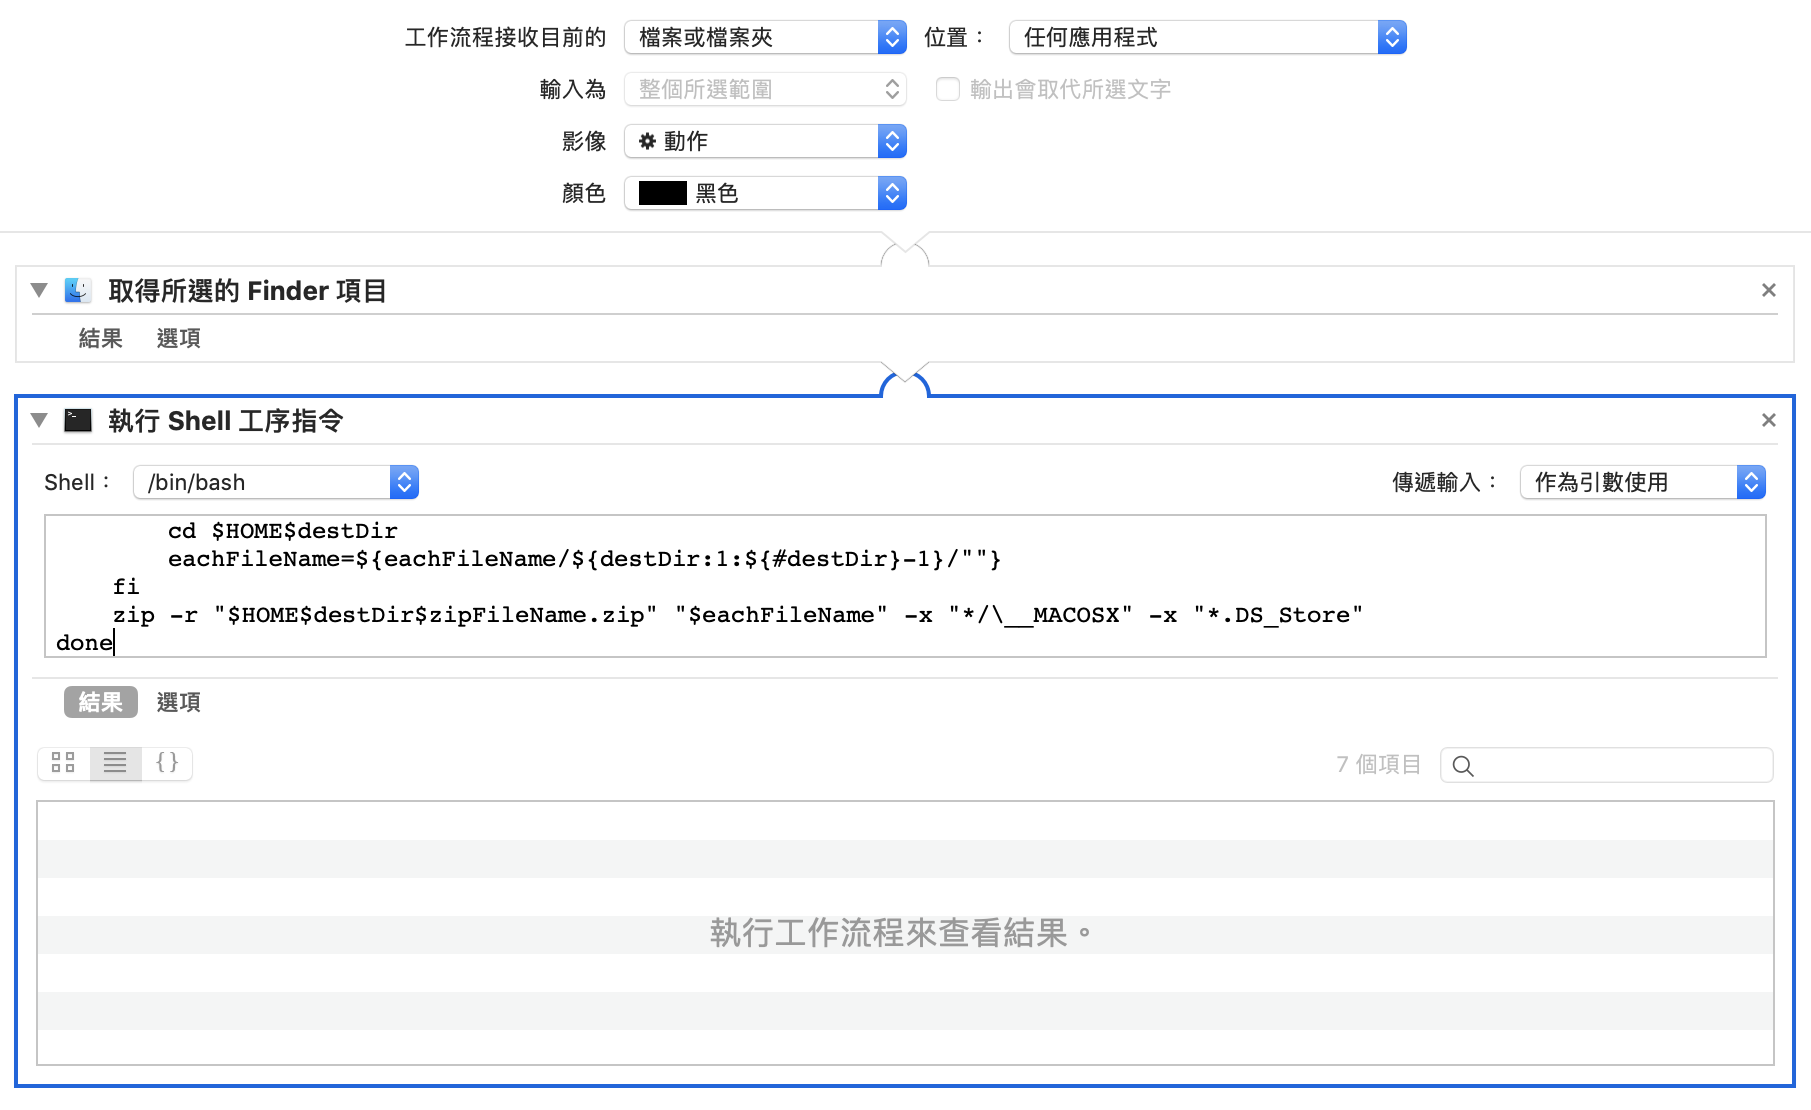 工作流程接收目前的 檔案或檔案夾 位置： 任何應用程式
輸入為 整個所選範圍 輸出會取代所選文字
影像 動作
顏色 黑色
取得所選的 Finder 項目
結果 選項
執行 Shell 工序指令
Shell： /bin/bash 傳遞輸入： 作為引數使用
cd $HOME$destDir
eachFileName=${eachFileName/${destDir:1:${#destDir}-1}/""}
fi
zip -r "$HOME$destDir$zipFileName.zip" "$eachFileName" -x "*/\__MACOSX" -x "*.DS_Store"
done
結果 選項
{} 7 個項目
執行工作流程來查看結果。